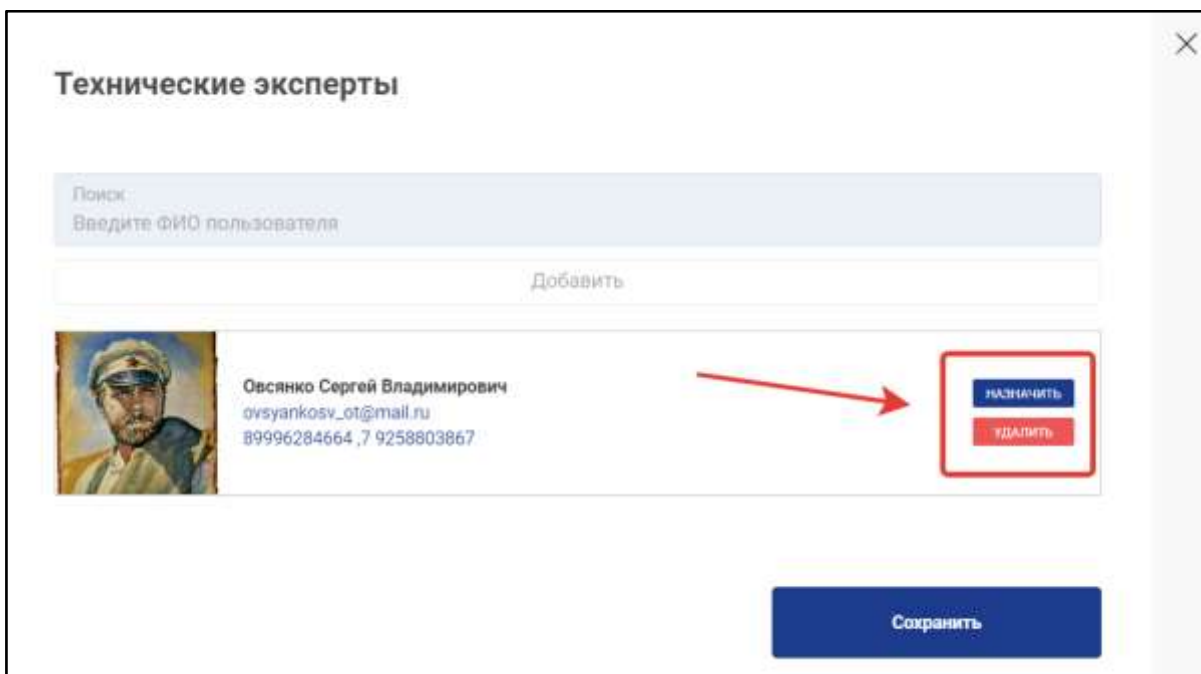 Технические эксперты
Поиск
Введите ФИО пользователя
Добавить
Овсянко Сергей Владимирович
ovsyankosv_ot@mail.ru
89996284664 ,7 9258803867
НАЗНАЧИТЬ
УДАЛИТЬ
Сохранить